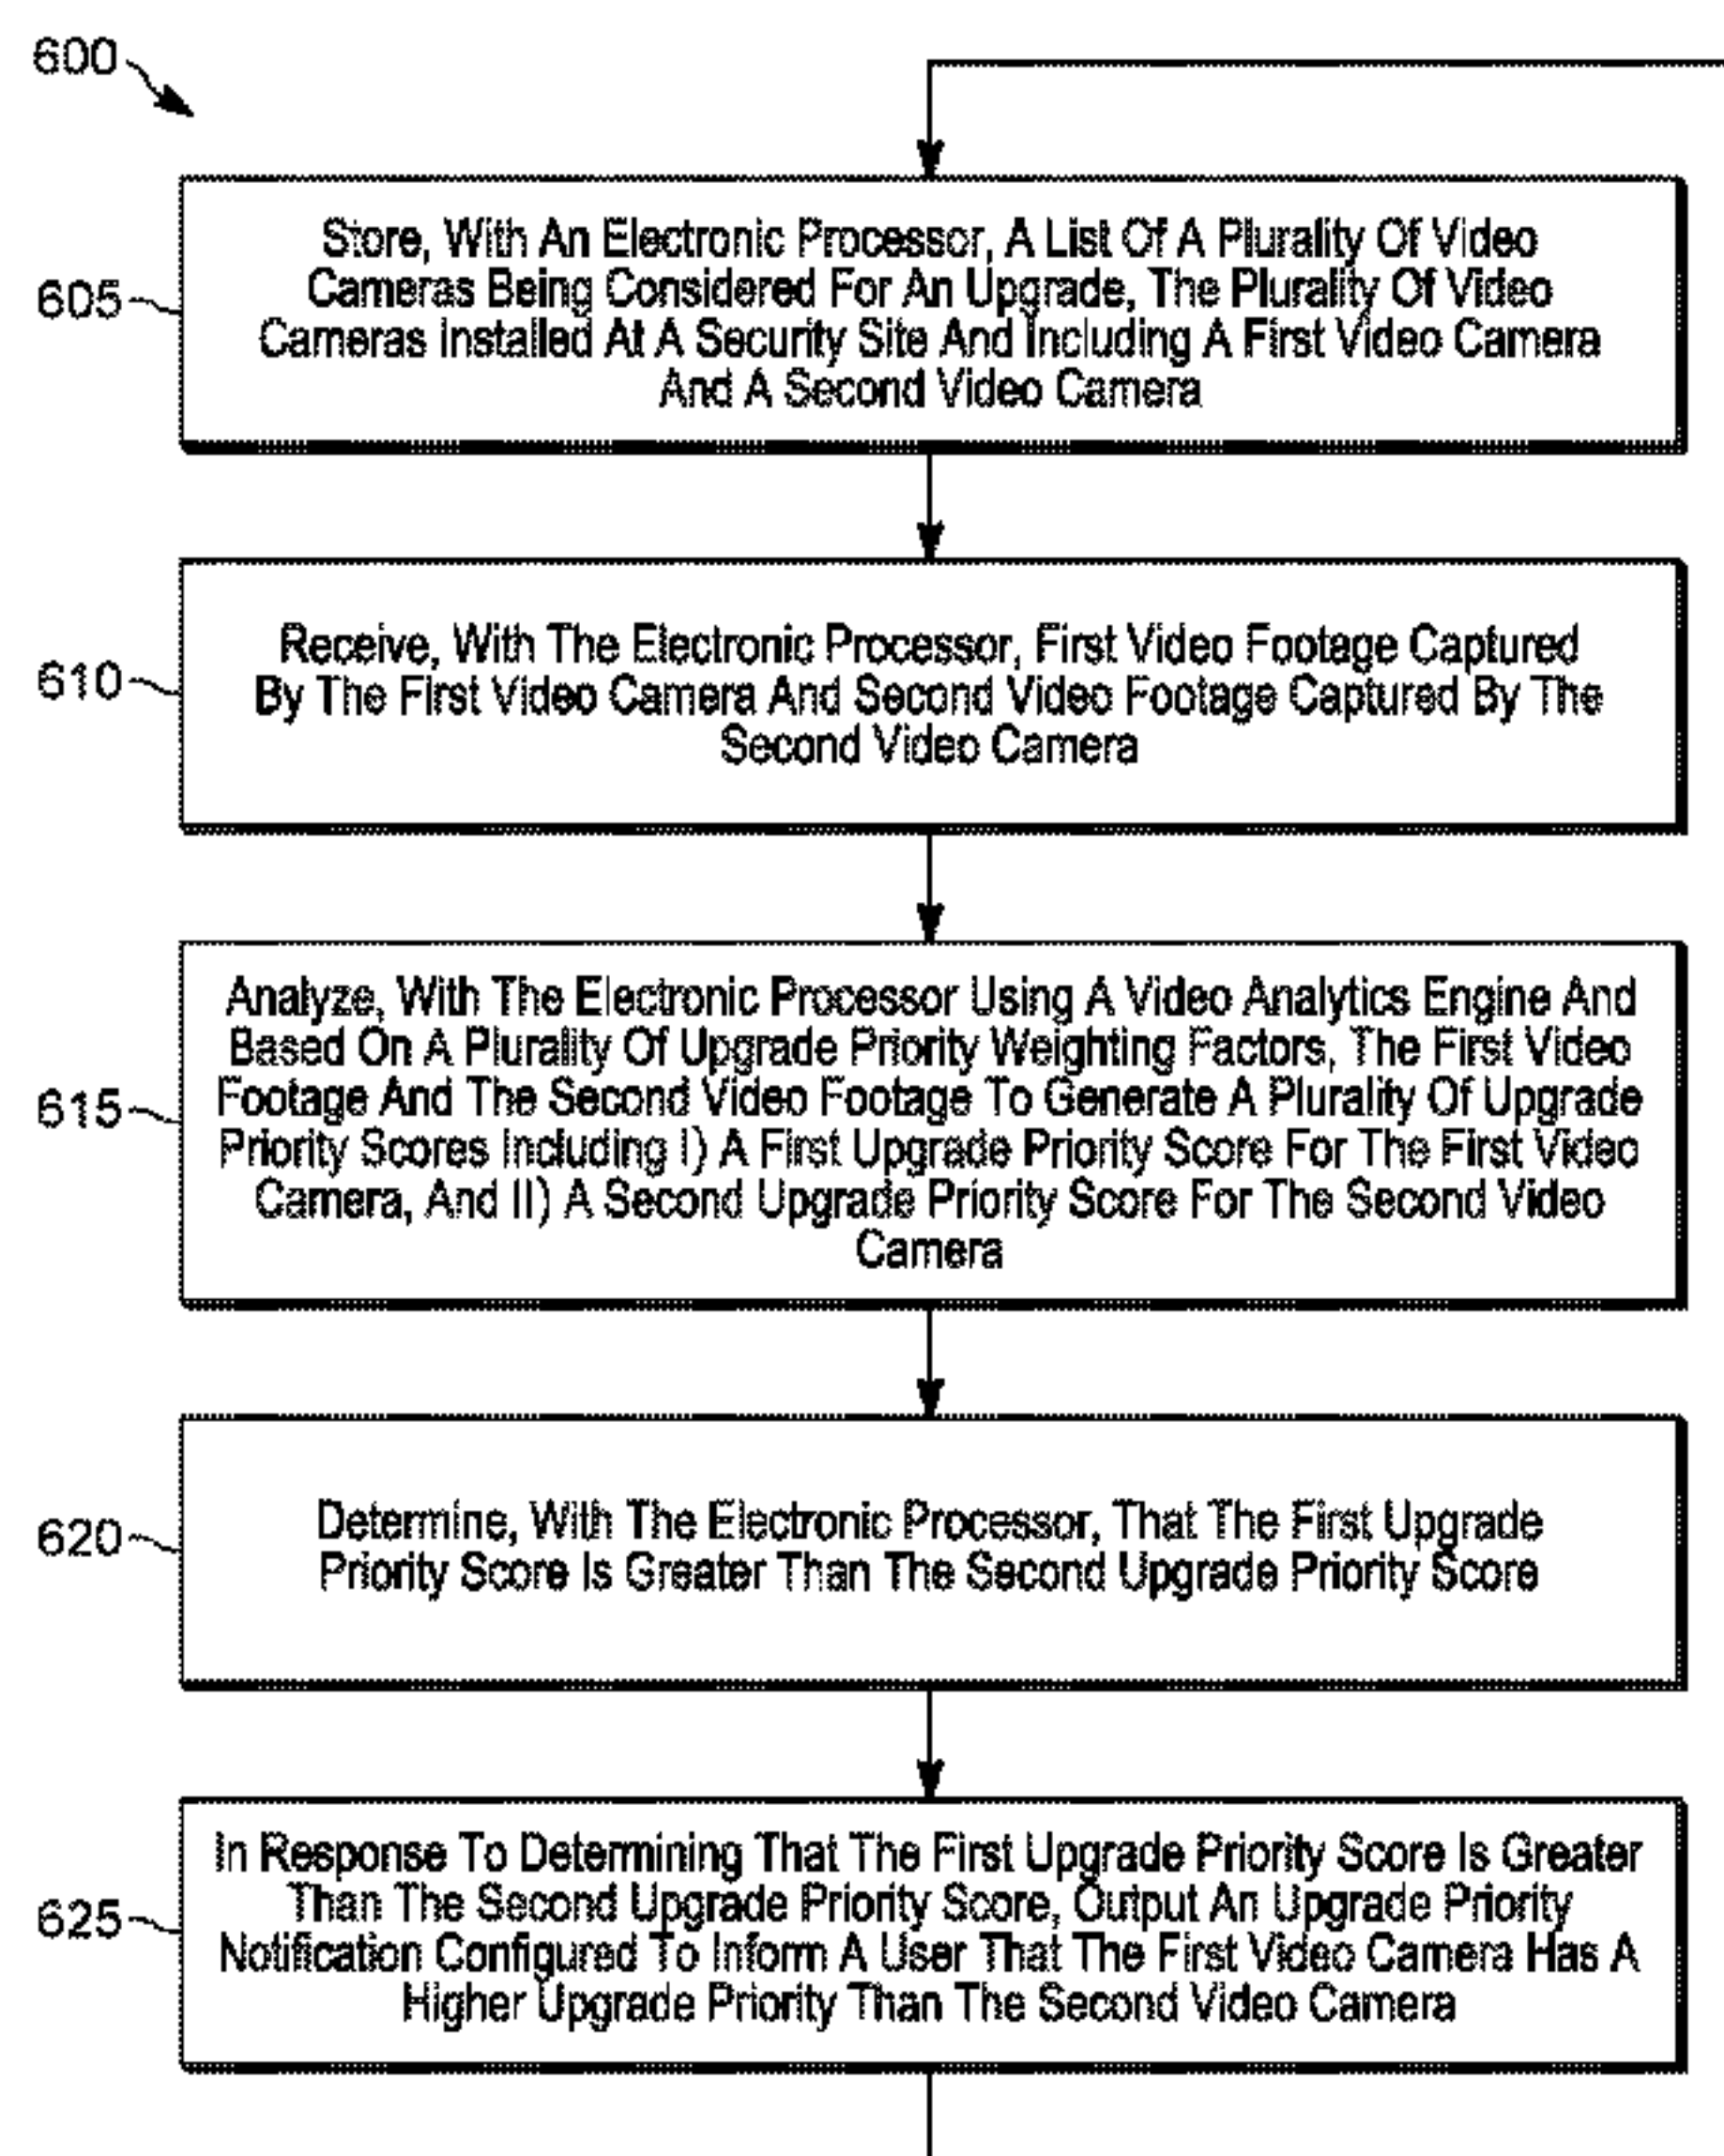 600
605
Store, With An Electronic Processor, A List Of A Plurality Of Video
Cameras Being Considered For An Upgrade, The Plurality Of Video
Cameras Installed At A Security Site And Including A First Video Camera
And A Second Video Camera
610
Receive, With The Electronic Processor, First Video Footage Captured
By The First Video Camera And Second Video Footage Captured By The
Second Video Camera
615
Analyze, With The Electronic Processor Using A Video Analytics Engine And
Based On A Plurality Of Upgrade Priority Weighting Factors, The First Video
Footage And The Second Video Footage To Generate A Plurality Of Upgrade
Priority Scores Including I) A First Upgrade Priority Score For The First Video
Camera, And II) A Second Upgrade Priority Score For The Second Video
Camera
620
Determine, With The Electronic Processor, That The First Upgrade
Priority Score Is Greater Than The Second Upgrade Priority Score
625
In Response To Determining That The First Upgrade Priority Score Is Greater
Than The Second Upgrade Priority Score, Output An Upgrade Priority
Notification Configured To Inform A User That The First Video Camera Has A
Higher Upgrade Priority Than The Second Video Camera